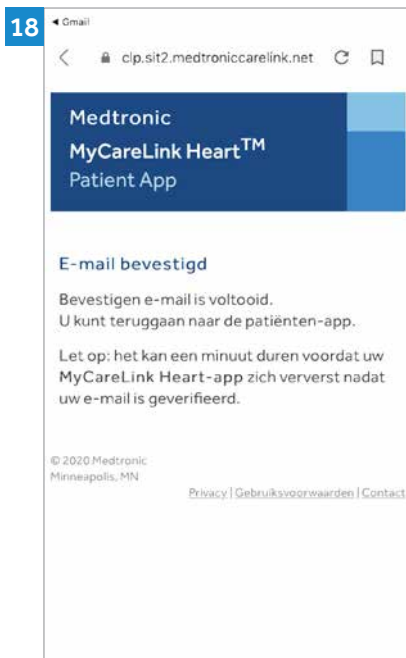 18
Gmail
clp.sit2.medtroniccarelink.net
Medtronic
MyCareLink Heart™
Patient App
E-mail bevestigd
Bevestigen e-mail is voltooid.
U kunt teruggaan naar de patiënten-app.
Let op: het kan een minuut duren voordat uw
MyCareLink Heart-app zich ververst nadat
uw e-mail is geverifieerd.
© 2020 Medtronic
Minneapolis, MN
Privacy | Gebruiksvoorwaarden | Contact